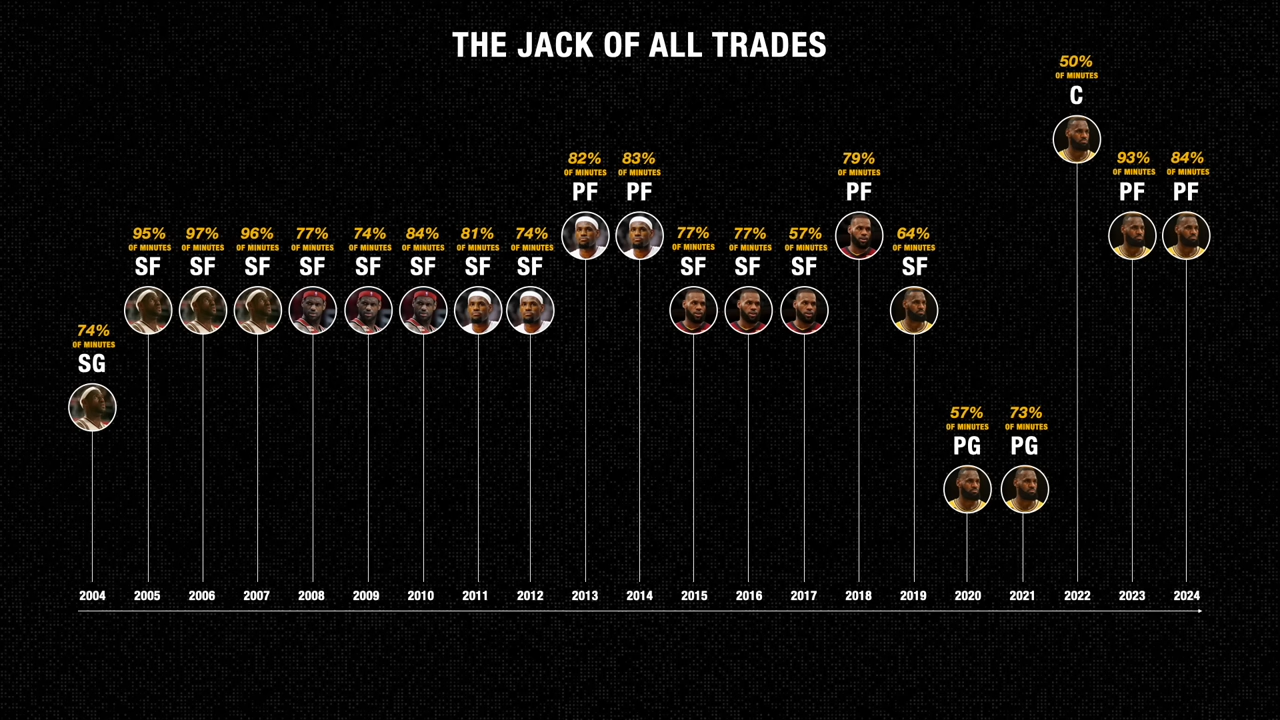 THE JACK OF ALL TRADES
74%
OF MINUTES
SG
95%
OF MINUTES
SF
97%
OF MINUTES
SF
96%
OF MINUTES
SF
77%
OF MINUTES
SF
74%
OF MINUTES
SF
84%
OF MINUTES
SF
81%
OF MINUTES
SF
74%
OF MINUTES
SF
82%
OF MINUTES
PF
83%
OF MINUTES
PF
77%
OF MINUTES
SF
77%
OF MINUTES
SF
57%
OF MINUTES
SF
79%
OF MINUTES
PF
64%
OF MINUTES
SF
57%
OF MINUTES
PG
73%
OF MINUTES
PG
50%
OF MINUTES
C
93%
OF MINUTES
PF
84%
OF MINUTES
PF
2004 2005 2006 2007 2008 2009 2010 2011 2012 2013 2014 2015 2016 2017 2018 2019 2020 2021 2022 2023 2024